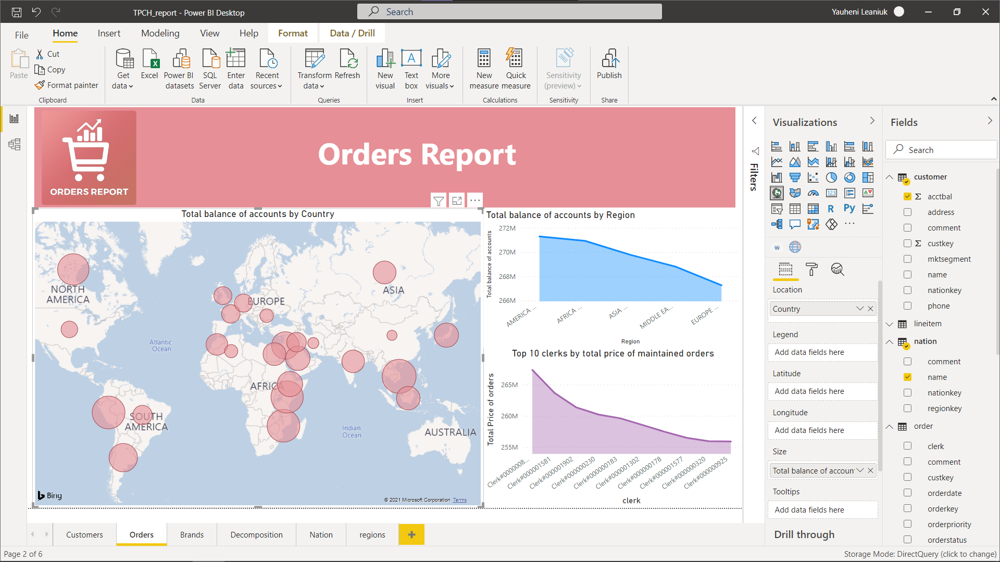 TPCH_report - Power BI Desktop
Search
Yauheni Leaniuk
File
Home
Insert
Modeling
View
Help
Format
Data / Drill
Paste
Cut
Copy
Format painter
Clipboard
Get data
Excel
Power BI datasets
SQL Server
Enter data
Recent sources
Data
Transform data
Refresh
Queries
New visual
Text box
More visuals
Insert
New measure
Quick measure
Calculations
Sensitivity (preview)
Sensitivity
Publish
Share
ORDERS REPORT
Orders Report
Total balance of accounts by Country
NORTH AMERICA
EUROPE
ASIA
Atlantic Ocean
AFRICA
SOUTH AMERICA
Indian Ocean
AUSTRALIA
Bing
© 2021 Microsoft Corporation Terms
Total balance of accounts by Region
Total balance of accounts
272M
270M
268M
266M
AMERICA ...
AFRICA ...
ASIA ...
MIDDLE EA...
EUROPE ...
Region
Top 10 clerks by total price of maintained orders
Total Price of orders
265M
260M
255M
Clerk#0000008...
Clerk#000001581
Clerk#000001902
Clerk#000000230
Clerk#000000183
Clerk#000001302
Clerk#000000178
Clerk#000001577
Clerk#000000320
Clerk#000000925
clerk
Filters
Visualizations
123
R
Py
...
W
Location
Country
Legend
Add data fields here
Latitude
Add data fields here
Longitude
Add data fields here
Size
Total balance of accoun
Tooltips
Add data fields here
Drill through
Fields
Search
customer
acctbal
address
comment
custkey
mktsegment
name
nationkey
phone
lineitem
nation
comment
name
nationkey
regionkey
order
clerk
comment
custkey
orderdate
orderkey
orderpriority
orderstatus
Customers
Orders
Brands
Decomposition
Nation
regions
+
Page 2 of 6
Storage Mode: DirectQuery (click to change)